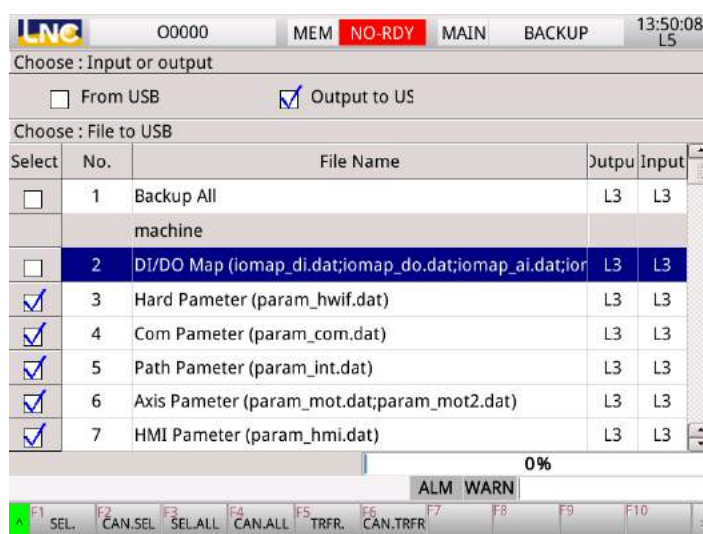 LNC O0000 MEM NO-RDY MAIN BACKUP 13:50:08
L5
Choose : Input or output
From USB Output to US
Choose : File to USB
Select No. File Name Outpu Input
1 Backup All L3 L3
machine
2 DI/DO Map (iomap_di.dat;iomap_do.dat;iomap_ai.dat;ior L3 L3
3 Hard Pameter (param_hwif.dat) L3 L3
4 Com Pameter (param_com.dat) L3 L3
5 Path Pameter (param_int.dat) L3 L3
6 Axis Pameter (param_mot.dat;param_mot2.dat) L3 L3
7 HMI Pameter (param_hmi.dat) L3 L3
0%
ALM WARN
^ F1 SEL. F2 CAN.SEL F3 SEL.ALL F4 CAN.ALL F5 TRFR. F6 CAN.TRFR F7 F8 F9 F10